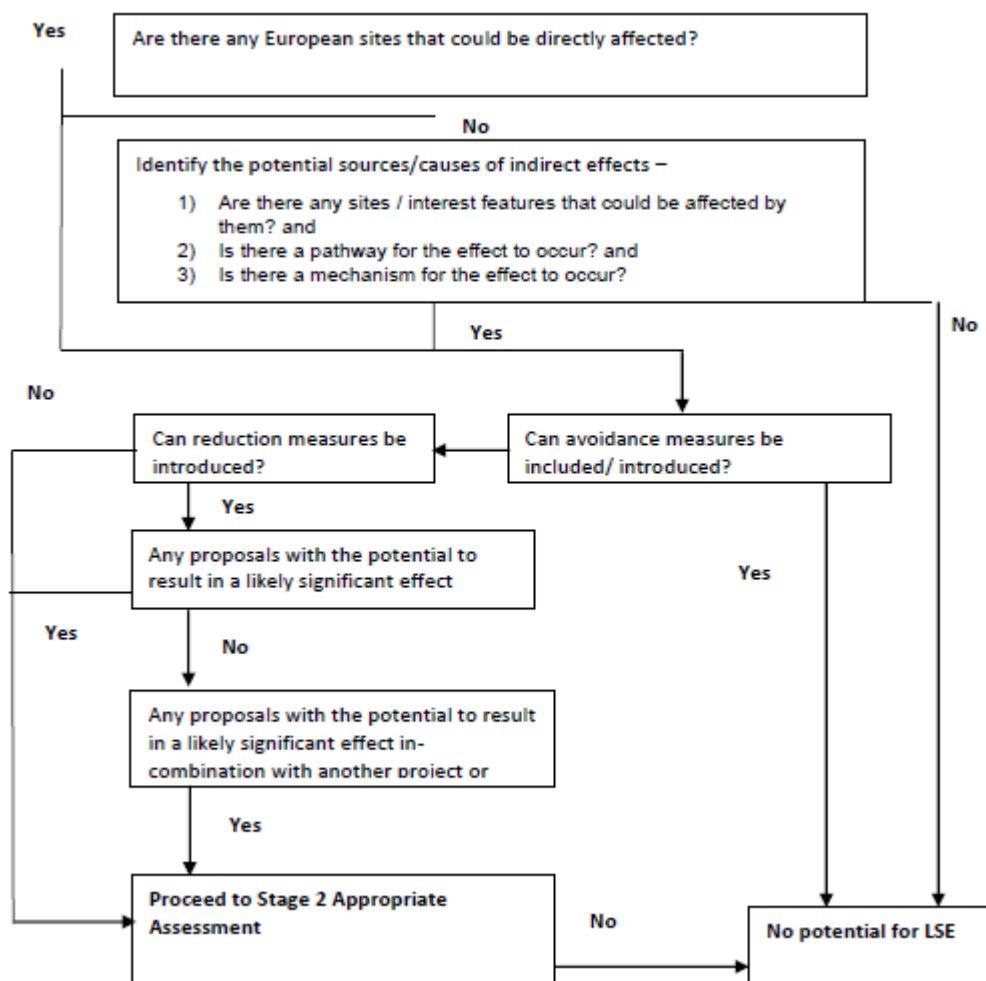 Yes
Are there any European sites that could be directly affected?
No
Identify the potential sources/causes of indirect effects –
1) Are there any sites / interest features that could be affected by
them? and
2) Is there a pathway for the effect to occur? and
3) Is there a mechanism for the effect to occur?
Yes
No
No
Can reduction measures be
introduced?
Can avoidance measures be
included/ introduced?
Yes
Any proposals with the potential to
result in a likely significant effect
Yes
Yes
No
Any proposals with the potential to result
in a likely significant effect in-
combination with another project or
Yes
Proceed to Stage 2 Appropriate
Assessment
No
No potential for LSE